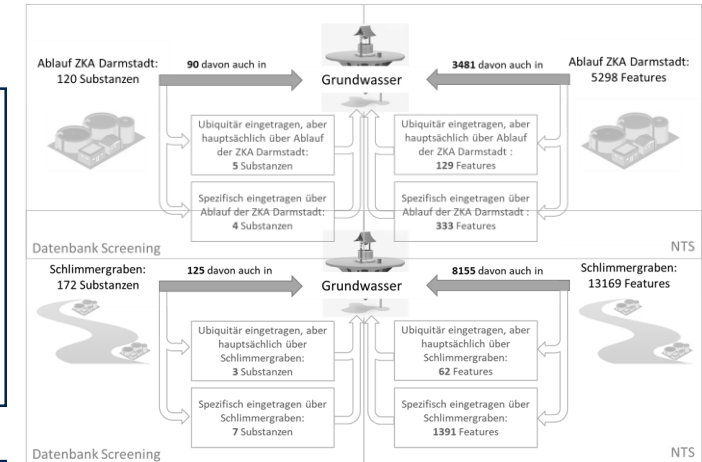 Ablauf ZKA Darmstadt:
120 Substanzen
90 davon auch in
Grundwasser
3481 davon auch in
Ablauf ZKA Darmstadt:
5298 Features
Ubiquitär eingetragen, aber
hauptsächlich über Ablauf
der ZKA Darmstadt:
5 Substanzen
Ubiquitär eingetragen, aber
hauptsächlich über Ablauf
der ZKA Darmstadt :
129 Features
Spezifisch eingetragen über
Ablauf der ZKA Darmstadt:
4 Substanzen
Spezifisch eingetragen über
Ablauf der ZKA Darmstadt :
333 Features
Datenbank Screening
NTS
Schlimmergraben:
172 Substanzen
125 davon auch in
Grundwasser
8155 davon auch in
Schlimmergraben:
13169 Features
Ubiquitär eingetragen, aber
hauptsächlich über
Schlimmergraben:
3 Substanzen
Ubiquitär eingetragen, aber
hauptsächlich über
Schlimmergraben:
62 Features
Spezifisch eingetragen über
Schlimmergraben:
7 Substanzen
Spezifisch eingetragen über
Schlimmergraben:
1391 Features
Datenbank Screening
NTS